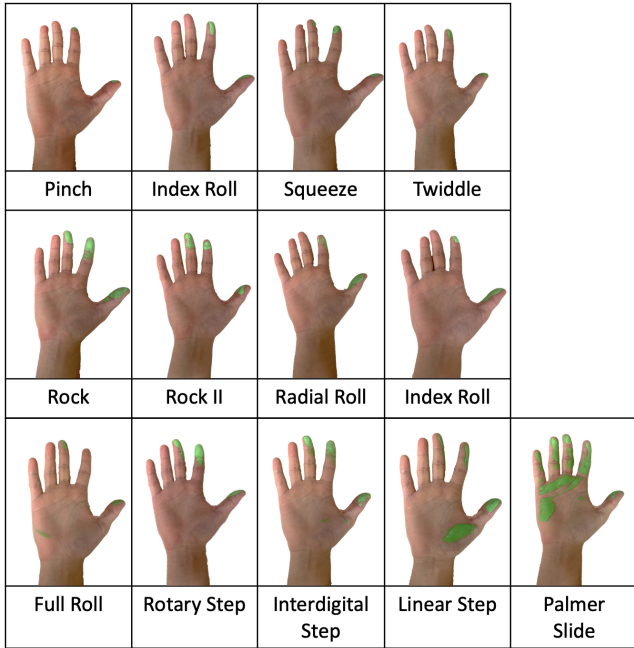 Pinch
Index Roll
Squeeze
Twiddle
Rock
Rock II
Radial Roll
Index Roll
Full Roll
Rotary Step
Interdigital
Step
Linear Step
Palmer
Slide